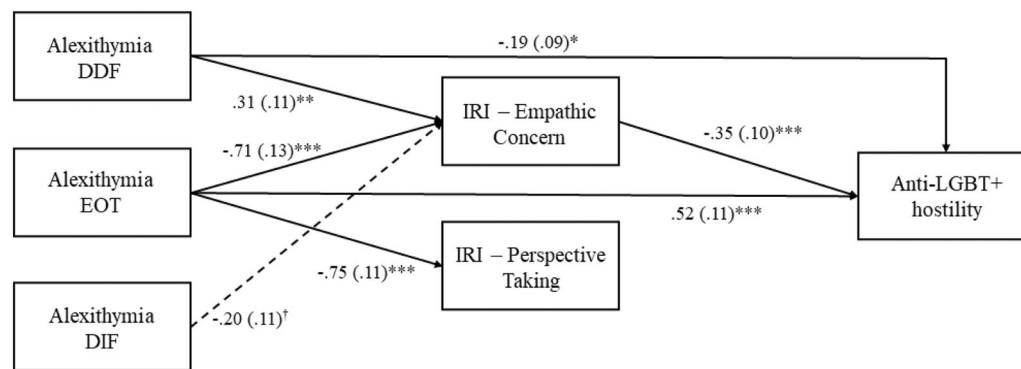 Alexithymia
DDF
-.19 (.09)*
.31 (.11)**
IRI – Empathic
Concern
-.35 (.10)***
-.71 (.13)***
Alexithymia
EOT
.52 (.11)***
Anti-LGBT+
hostility
-.75 (.11)***
IRI – Perspective
Taking
Alexithymia
DIF
-.20 (.11)†